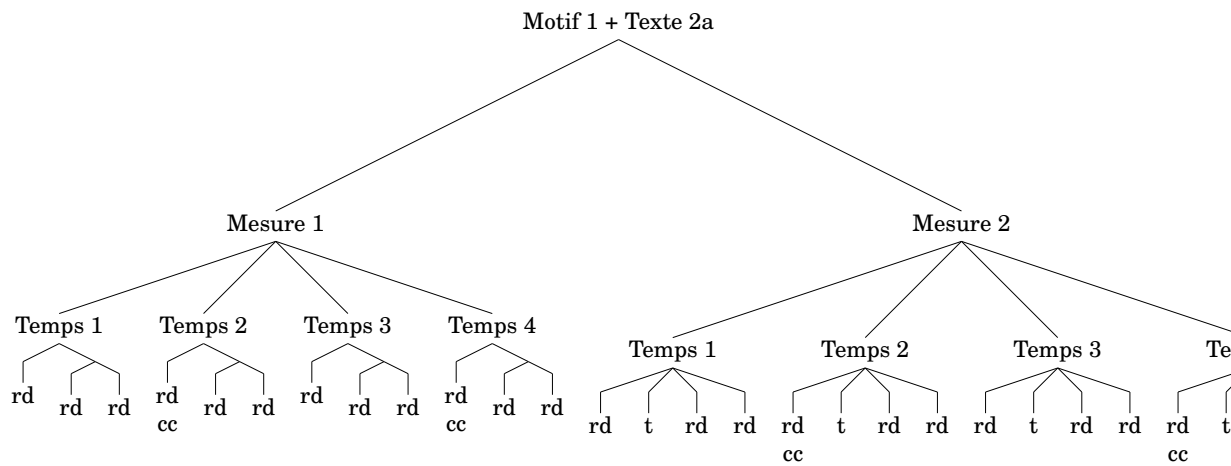 Motif 1 + Texte 2a
Mesure 1 Mesure 2
Temps 1 Temps 2 Temps 3 Temps 4
Temps 1 Temps 2 Temps 3 Te
rd rd rd rd rd rd rd rd rd rd rd rd
cc cc
rd t rd rd rd t rd rd rd t rd rd rd t
cc cc